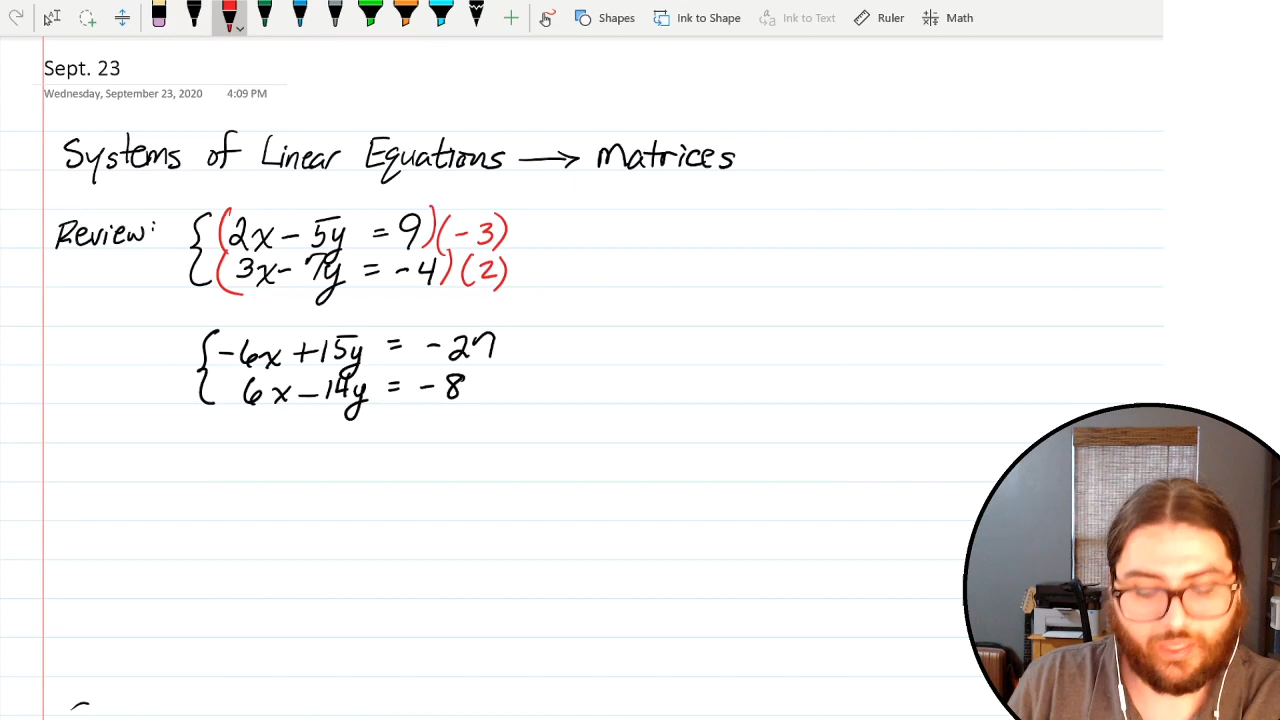 Shapes Ink to Shape Ink to Text Ruler Math
Sept. 23
Wednesday, September 23, 2020 4:09 PM
Systems of Linear Equations → Matrices
Review: { (2x - 5y = 9)(-3)
(3x - 7y = -4)(2)
{ -6x + 15y = -27
6x - 14y = -8